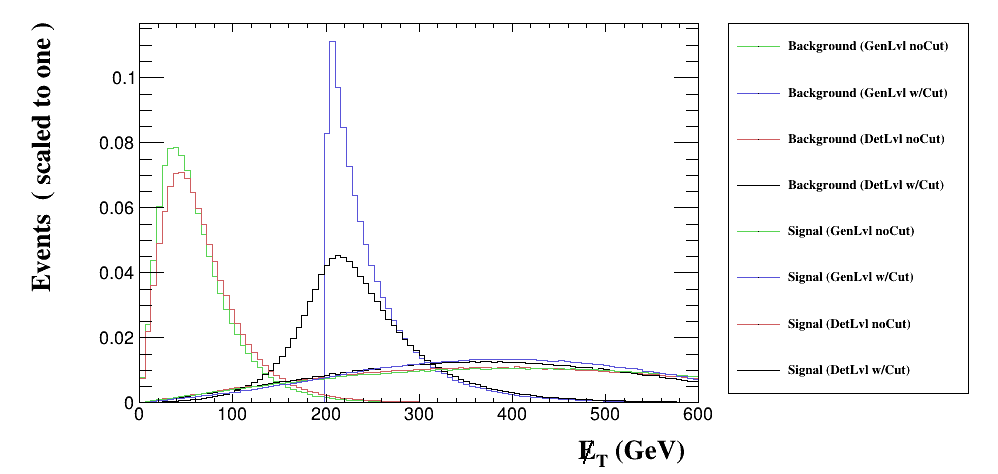 Events ( scaled to one )
0.1
0.08
0.06
0.04
0.02
0
0 100 200 300 400 500 600
E̸T (GeV)
Background (GenLvl noCut)
Background (GenLvl w/Cut)
Background (DetLvl noCut)
Background (DetLvl w/Cut)
Signal (GenLvl noCut)
Signal (GenLvl w/Cut)
Signal (DetLvl noCut)
Signal (DetLvl w/Cut)